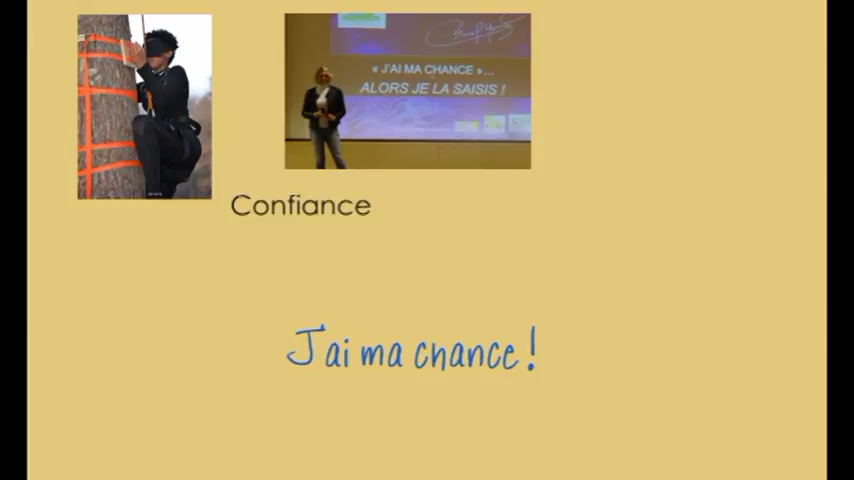 « J'AI MA CHANCE »...
ALORS JE LA SAISIS !
Confiance
J'ai ma chance !